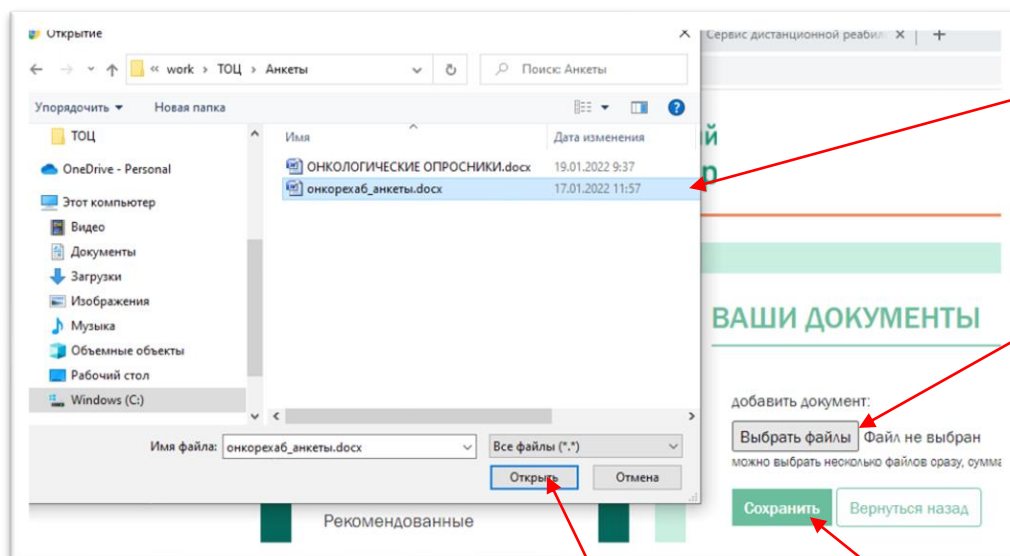 Открытие
Сервис дистанционной реабил
« work › ТОЦ › Анкеты
Поиск: Анкеты
Упорядочить
Новая папка
ТОЦ
OneDrive - Personal
Этот компьютер
Видео
Документы
Загрузки
Изображения
Музыка
Объемные объекты
Рабочий стол
Windows (C:)
Имя
Дата изменения
ОНКОЛОГИЧЕСКИЕ ОПРОСНИКИ.docx 19.01.2022 9:37
онкорехаб_анкеты.docx 17.01.2022 11:57
Имя файла: онкорехаб_анкеты.docx
Все файлы (*.*)
Открыть
Отмена
й
р
ВАШИ ДОКУМЕНТЫ
добавить документ:
Выбрать файлы Файл не выбран
можно выбрать несколько файлов сразу, сумма
Сохранить
Вернуться назад
Рекомендованные